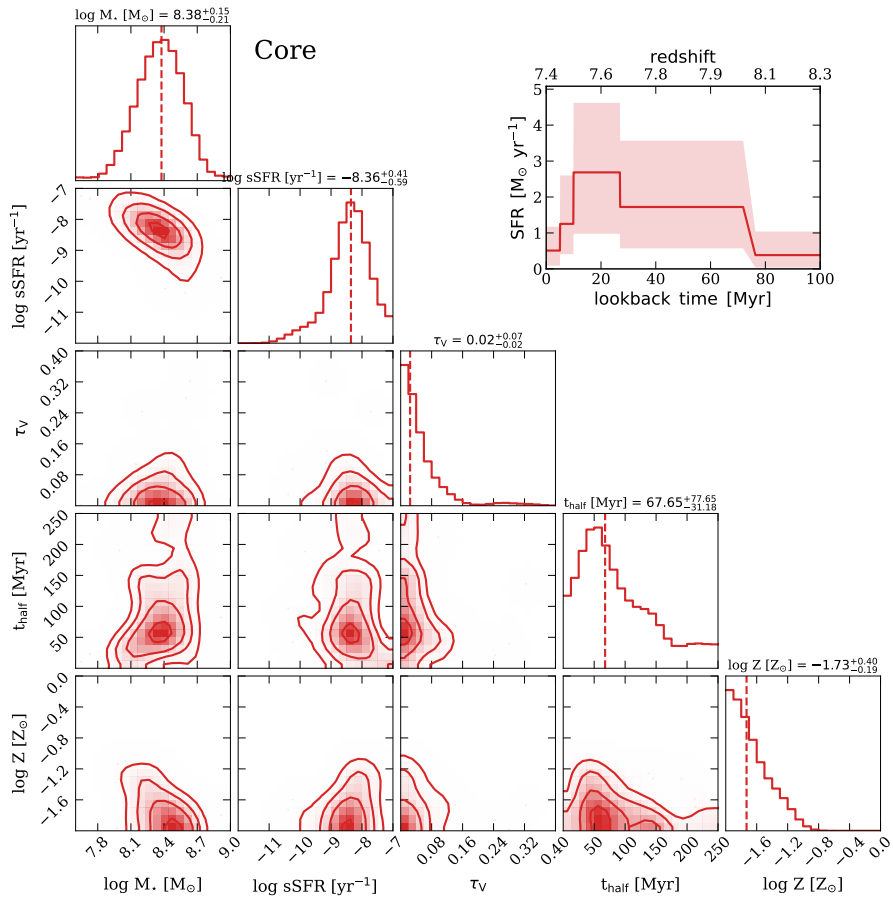 log M⋆ [M⊙] = 8.38+0.15−0.21
Core
redshift
7.4 7.6 7.8 7.9 8.1 8.3
5
4
3
2
1
0
SFR [M⊙ yr−1]
0 20 40 60 80 100
lookback time [Myr]
log sSFR [yr−1] = −8.36+0.41−0.59
log sSFR [yr−1]
−7
−8
−9
−10
−11
τV = 0.02+0.07−0.02
τV
0.40
0.32
0.24
0.16
0.08
thalf [Myr] = 67.65+77.65−31.18
thalf [Myr]
250
200
150
100
50
log Z [Z⊙] = −1.73+0.40−0.19
log Z [Z⊙]
0.0
−0.4
−0.8
−1.2
−1.6
7.8 8.1 8.4 8.7 9.0
−11 −10 −9 −8 −7
0.08 0.16 0.24 0.32 0.40
50 100 150 200 250
−1.6 −1.2 −0.8 −0.4 0.0
log M⋆ [M⊙]
log sSFR [yr−1]
τV
thalf [Myr]
log Z [Z⊙]